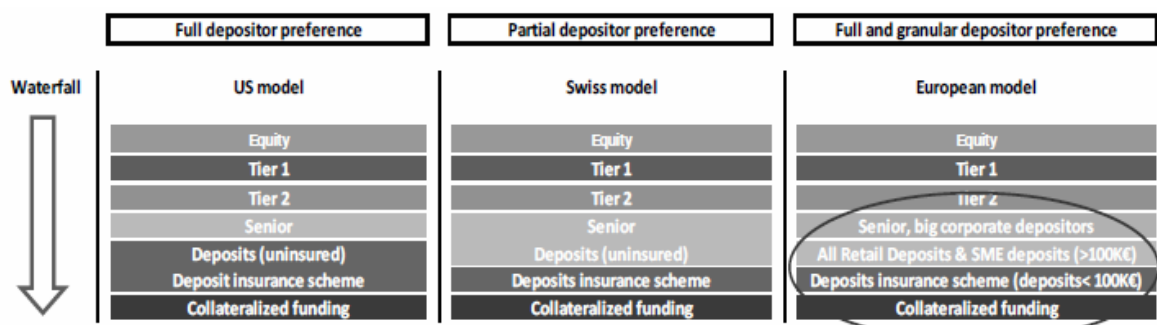 Full depositor preference
Partial depositor preference
Full and granular depositor preference
Waterfall
US model
Swiss model
European model
Equity
Equity
Equity
Tier 1
Tier 1
Tier 1
Tier 2
Tier 2
Tier 2
Senior
Senior
Senior, big corporate depositors
Deposits (uninsured)
Deposits (uninsured)
All Retail Deposits & SME deposits (>100K€)
Deposit insurance scheme
Deposits insurance scheme
Deposits insurance scheme (deposits< 100K€)
Collateralized funding
Collateralized funding
Collateralized funding